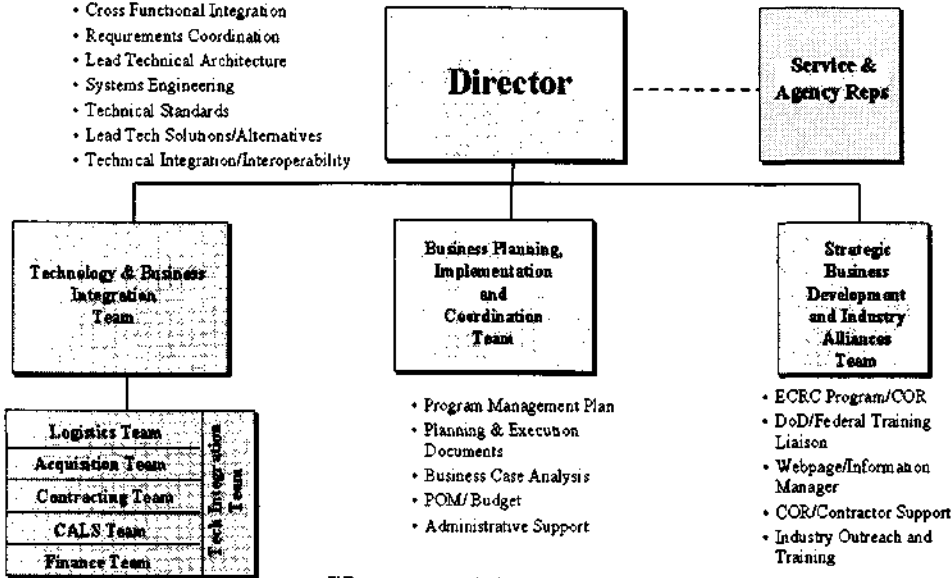 • Cross Functional Integration
• Requirements Coordination
• Lead Technical Architecture
• Systems Engineering
• Technical Standards
• Lead Tech Solutions/Alternatives
• Technical Integration/Interoperability
Director
Service &
Agency Reps
Technology & Business
Integration
Team
Business Planning,
Implementation
and
Coordination
Team
Strategic
Business
Development
and Industry
Alliances
Team
Logistics Team
Acquisition Team
Contracting Team
CALS Team
Finance Team
Tech Integration
Team
• Program Management Plan
• Planning & Execution
Documents
• Business Case Analysis
• POM/ Budget
• Administrative Support
• ECRC Program/COR
• DoD/Federal Training
Liaison
• Webpage/Information
Manager
• COR/Contractor Support
• Industry Outreach and
Training